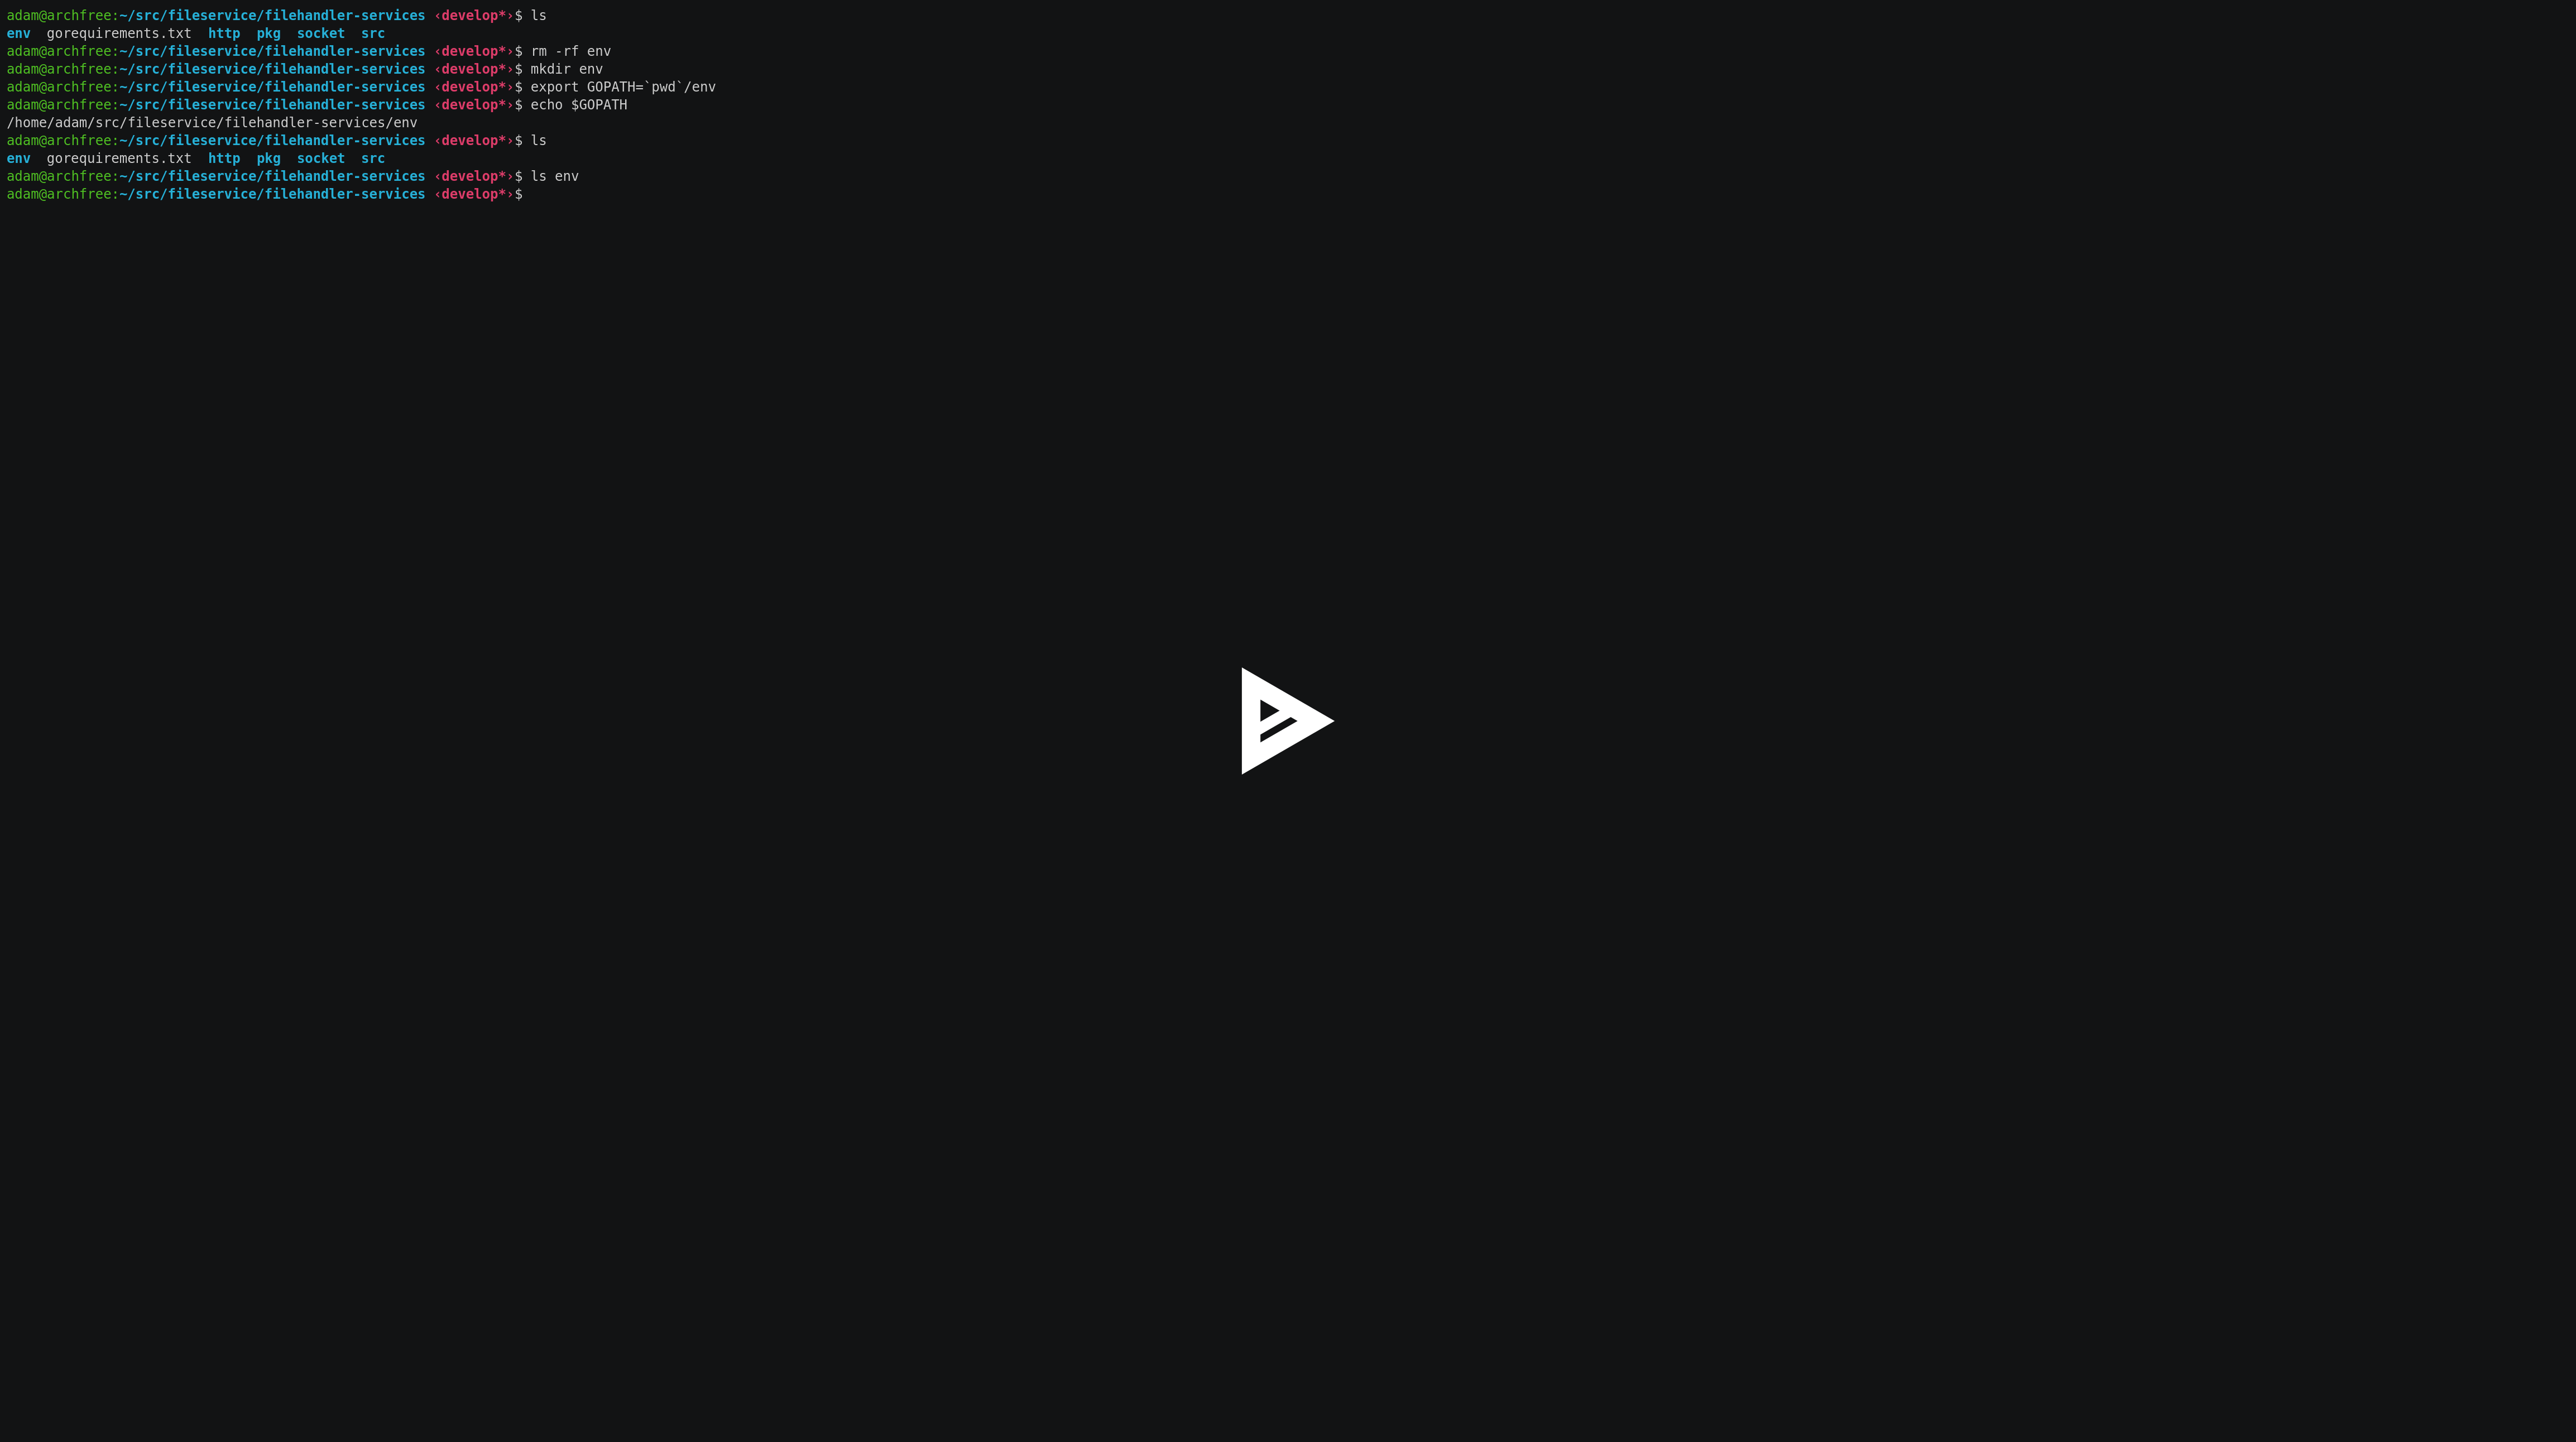 adam@archfree:~/src/fileservice/filehandler-services ‹develop*›$ ls
env  gorequirements.txt  http  pkg  socket  src
adam@archfree:~/src/fileservice/filehandler-services ‹develop*›$ rm -rf env
adam@archfree:~/src/fileservice/filehandler-services ‹develop*›$ mkdir env
adam@archfree:~/src/fileservice/filehandler-services ‹develop*›$ export GOPATH=`pwd`/env
adam@archfree:~/src/fileservice/filehandler-services ‹develop*›$ echo $GOPATH
/home/adam/src/fileservice/filehandler-services/env
adam@archfree:~/src/fileservice/filehandler-services ‹develop*›$ ls
env  gorequirements.txt  http  pkg  socket  src
adam@archfree:~/src/fileservice/filehandler-services ‹develop*›$ ls env
adam@archfree:~/src/fileservice/filehandler-services ‹develop*›$